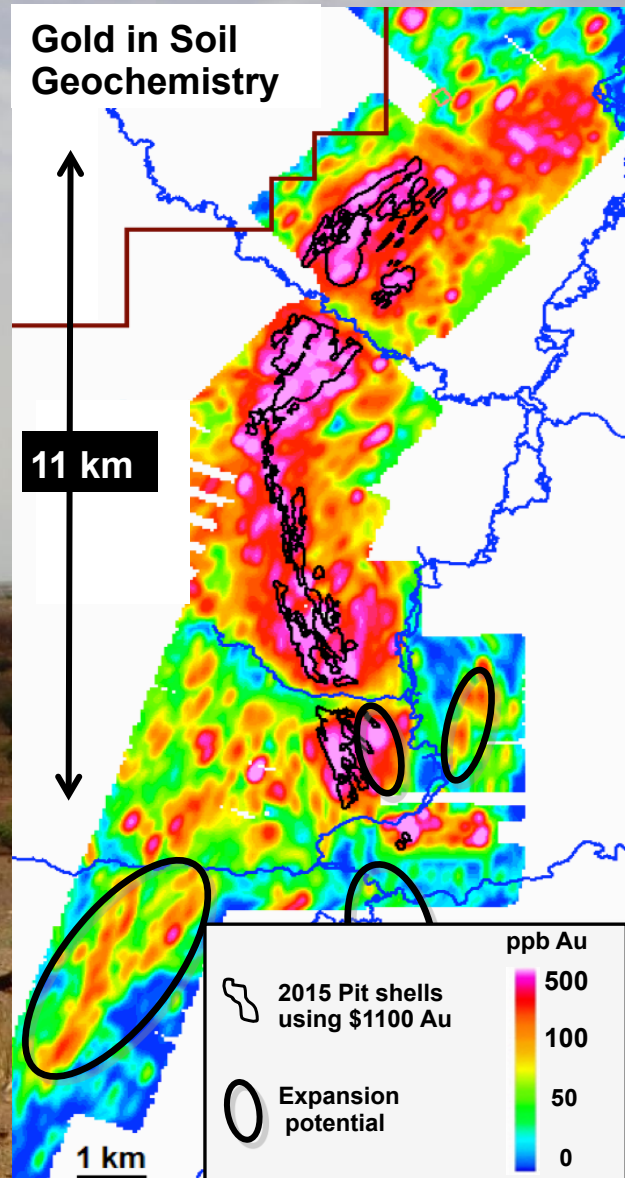 Gold in Soil
Geochemistry
11 km
ppb Au
2015 Pit shells
using $1100 Au
500
100
50
0
Expansion
potential
1 km